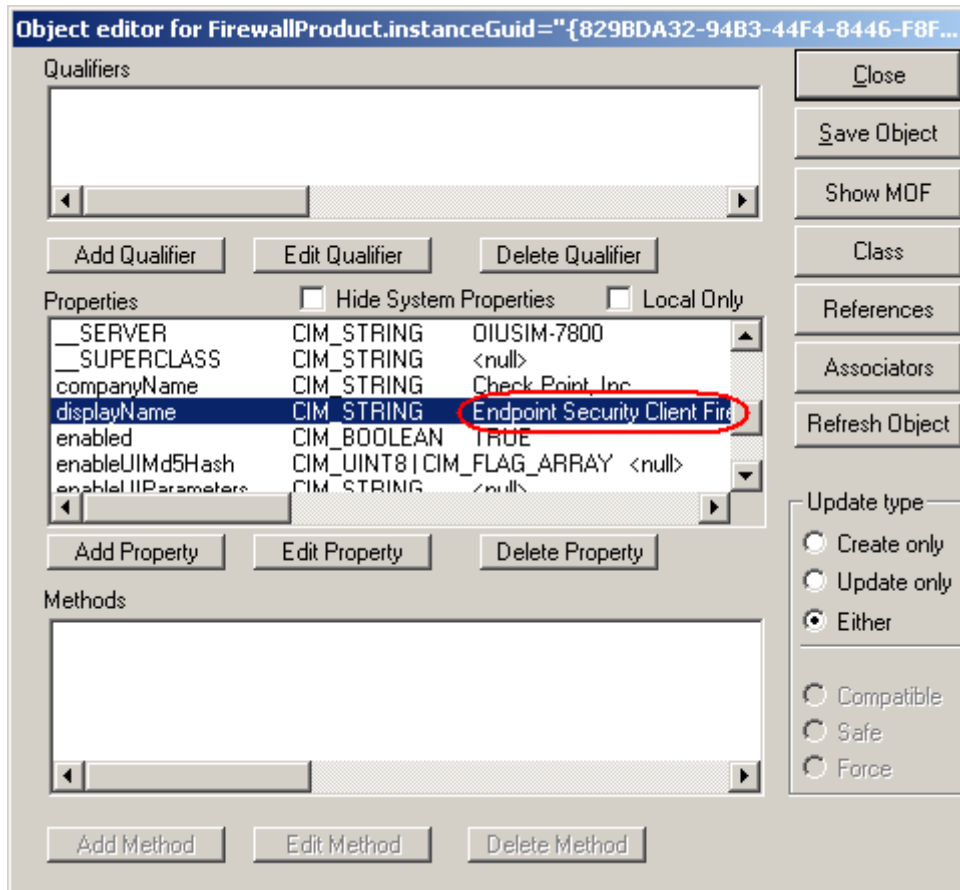 Object editor for FirewallProduct.instanceGuid="{829BDA32-94B3-44F4-8446-F8F...
Qualifiers
Close
Save Object
Show MOF
Add Qualifier Edit Qualifier Delete Qualifier
Class
Properties Hide System Properties Local Only
References
__SERVER CIM_STRING OIUSIM-7800
__SUPERCLASS CIM_STRING <null>
Associators
companyName CIM_STRING Check Point, Inc
displayName CIM_STRING Endpoint Security Client Fire
Refresh Object
enabled CIM_BOOLEAN TRUE
enableUIMd5Hash CIM_UINT8 | CIM_FLAG_ARRAY <null>
enableUIParameters CIM_STRING <null>
Update type
Add Property Edit Property Delete Property
Create only
Update only
Methods
Either
Compatible
Safe
Force
Add Method Edit Method Delete Method